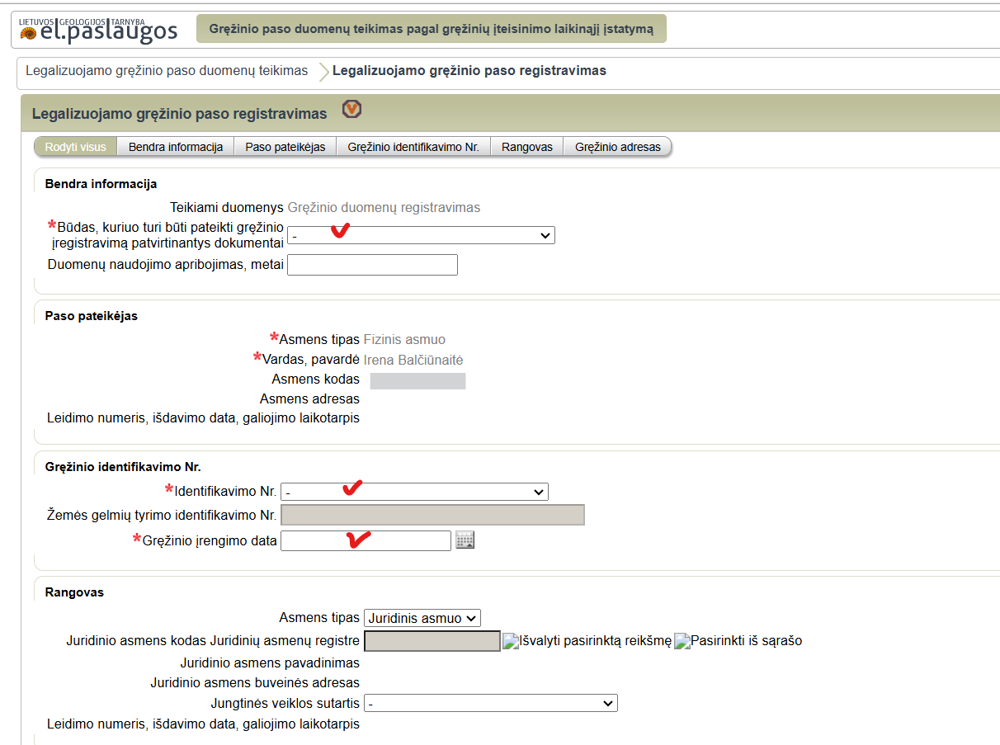 LIETUVOS GEOLOGIJOS TARNYBA
el.paslaugos
Gręžinio paso duomenų teikimas pagal gręžinių įteisinimo laikinąjį įstatymą
Legalizuojamo gręžinio paso duomenų teikimas Legalizuojamo gręžinio paso registravimas
Legalizuojamo gręžinio paso registravimas
Rodyti visus Bendra informacija Paso pateikėjas Gręžinio identifikavimo Nr. Rangovas Gręžinio adresas
Bendra informacija
Teikiami duomenys Gręžinio duomenų registravimas
*Būdas, kuriuo turi būti pateikti gręžinio
įregistravimą patvirtinantys dokumentai -
Duomenų naudojimo apribojimas, metai
Paso pateikėjas
*Asmens tipas Fizinis asmuo
*Vardas, pavardė Irena Balčiūnaitė
Asmens kodas
Asmens adresas
Leidimo numeris, išdavimo data, galiojimo laikotarpis
Gręžinio identifikavimo Nr.
*Identifikavimo Nr. -
Žemės gelmių tyrimo identifikavimo Nr.
*Gręžinio įrengimo data
Rangovas
Asmens tipas Juridinis asmuo
Juridinio asmens kodas Juridinių asmenų registre Išvalyti pasirinktą reikšmę Pasirinkti iš sąrašo
Juridinio asmens pavadinimas
Juridinio asmens buveinės adresas
Jungtinės veiklos sutartis -
Leidimo numeris, išdavimo data, galiojimo laikotarpis